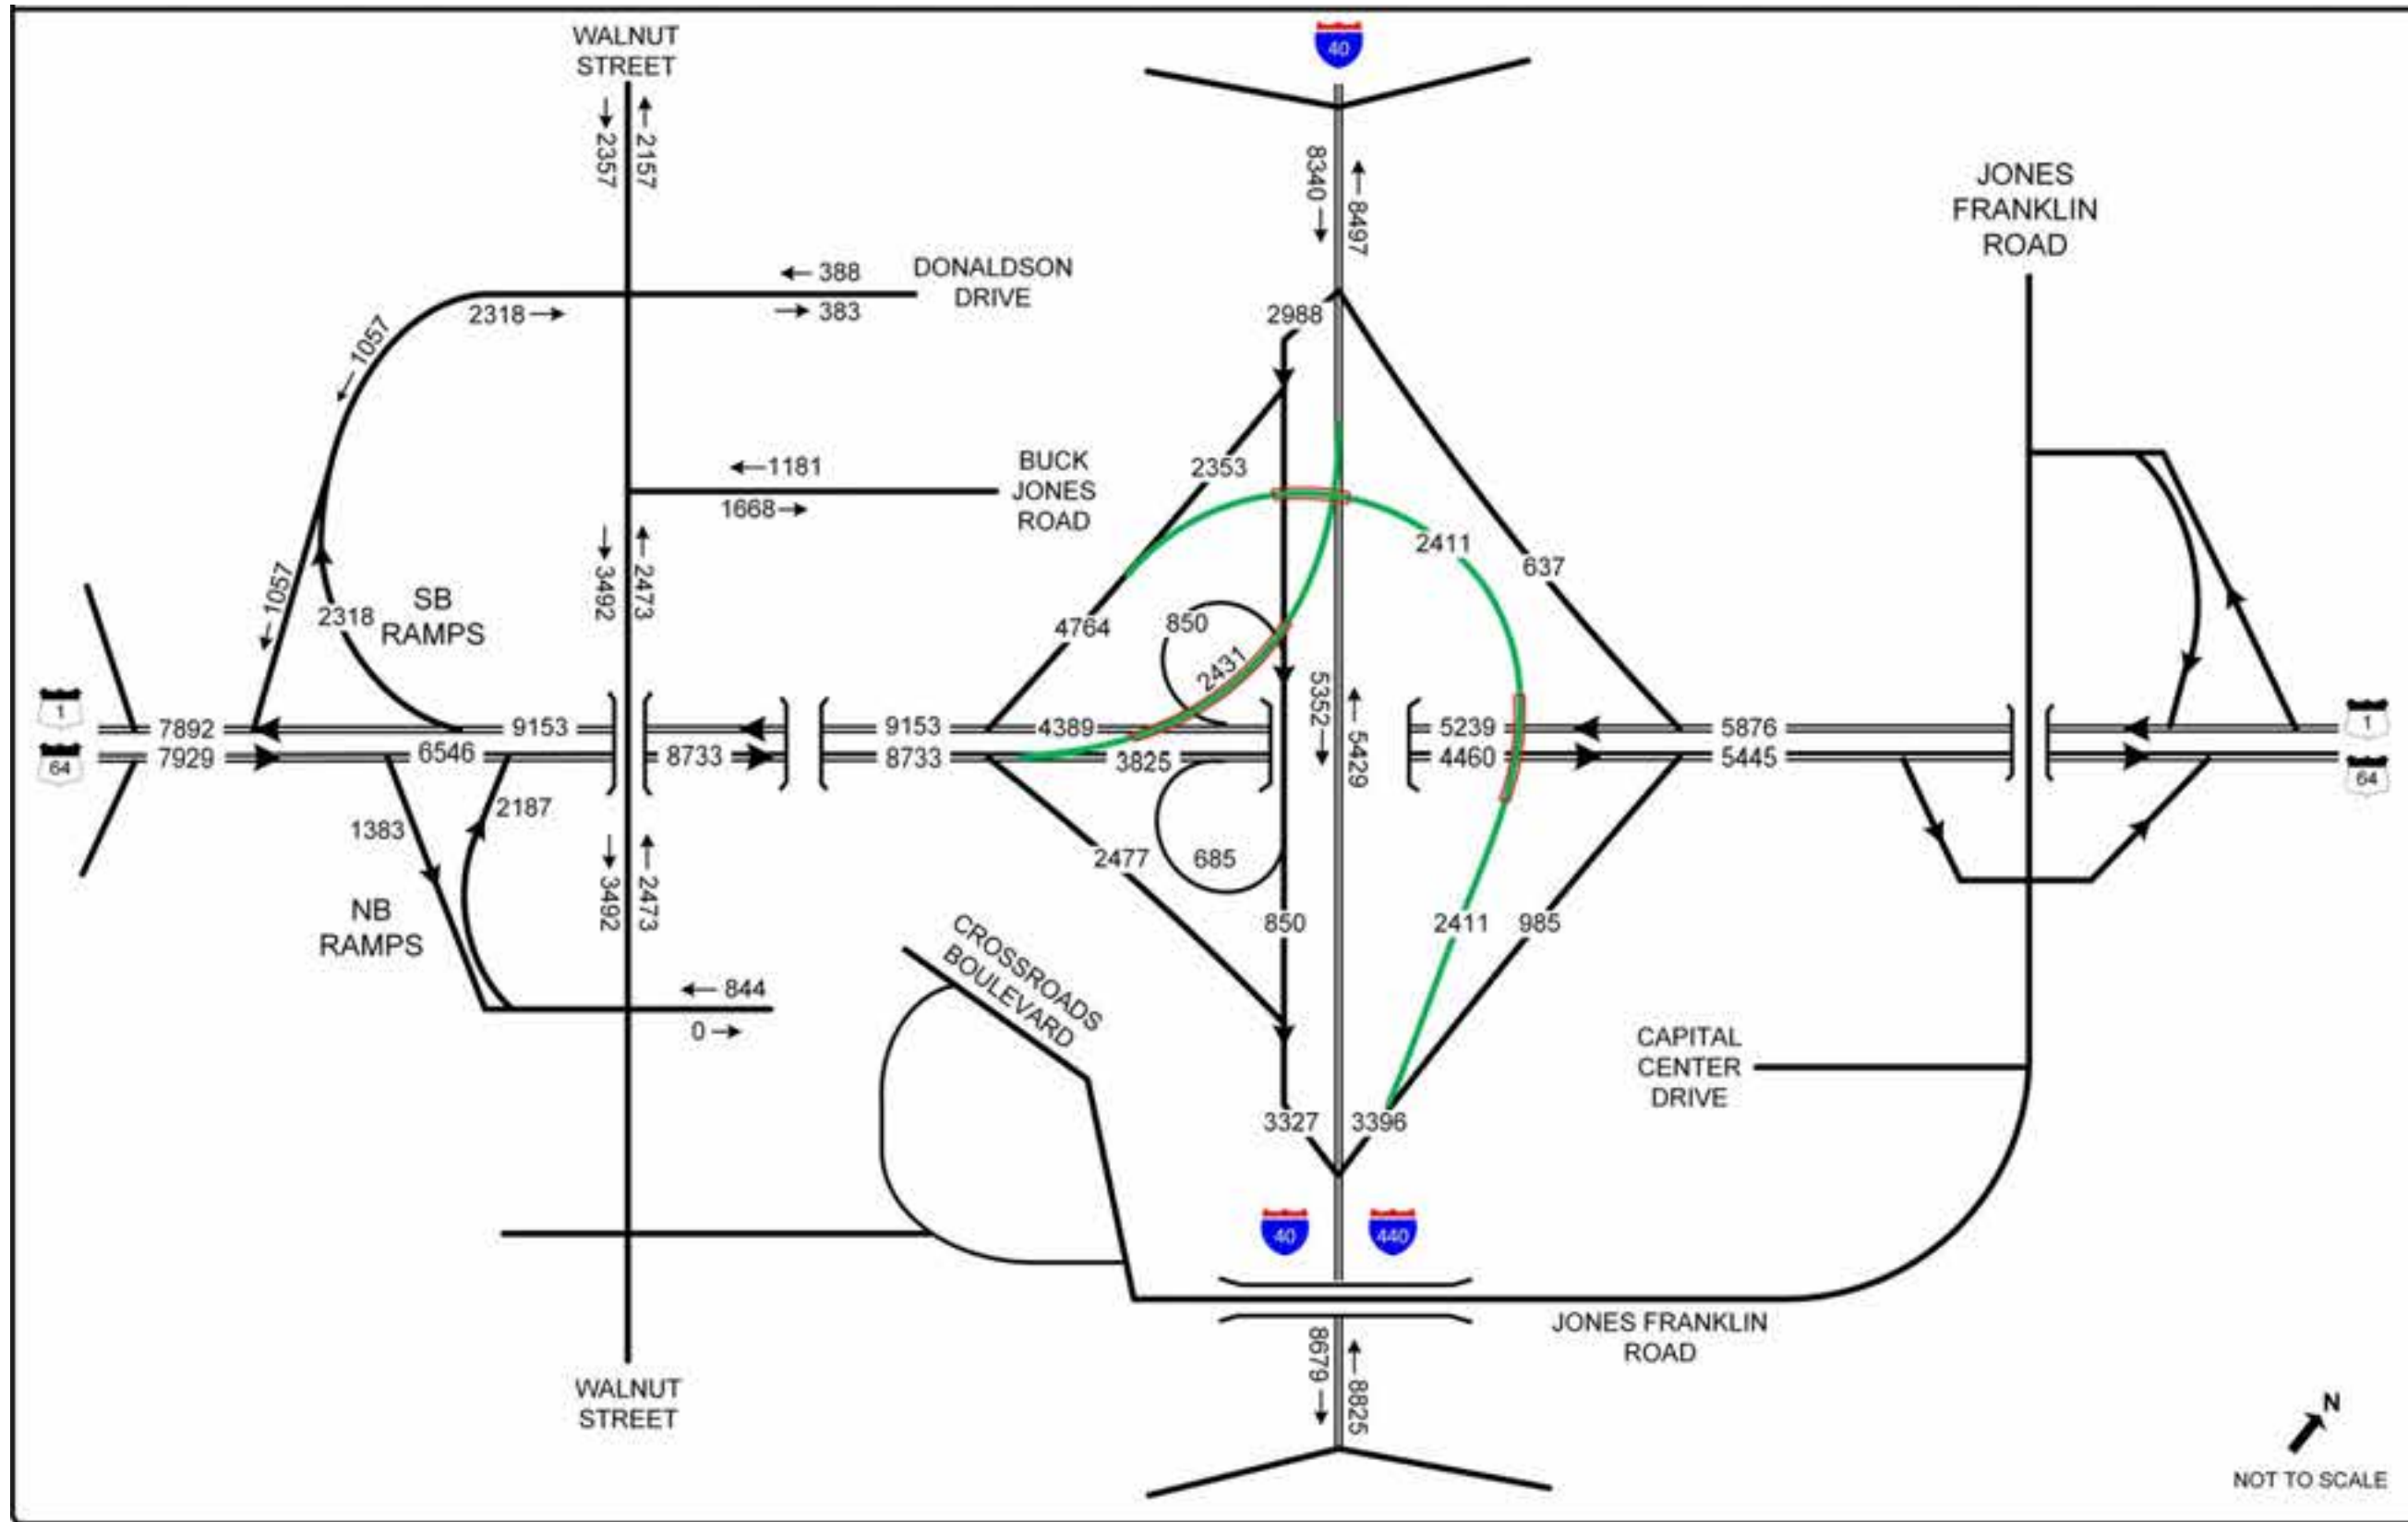 WALNUT
STREET
40
←2357
←2157
8340→
←8497
JONES
FRANKLIN
ROAD
←388
DONALDSON
DRIVE
2318→
→383
2988
←1057
←1181
BUCK
JONES
ROAD
2353
1668→
2411
637
←1057
→3492
←2473
SB
RAMPS
2318
4764
850
2431
5352→
←5429
1
7892
9153
9153
4389
5239
5876
1
64
7929
6546
8733
8733
3825
4460
5445
64
1383
2187
→3492
←2473
2477
685
NB
RAMPS
850
2411
985
CROSSROADS
BOULEVARD
←844
0→
CAPITAL
CENTER
DRIVE
3327
3396
40
440
JONES FRANKLIN
ROAD
8679→
←8825
WALNUT
STREET
N
NOT TO SCALE